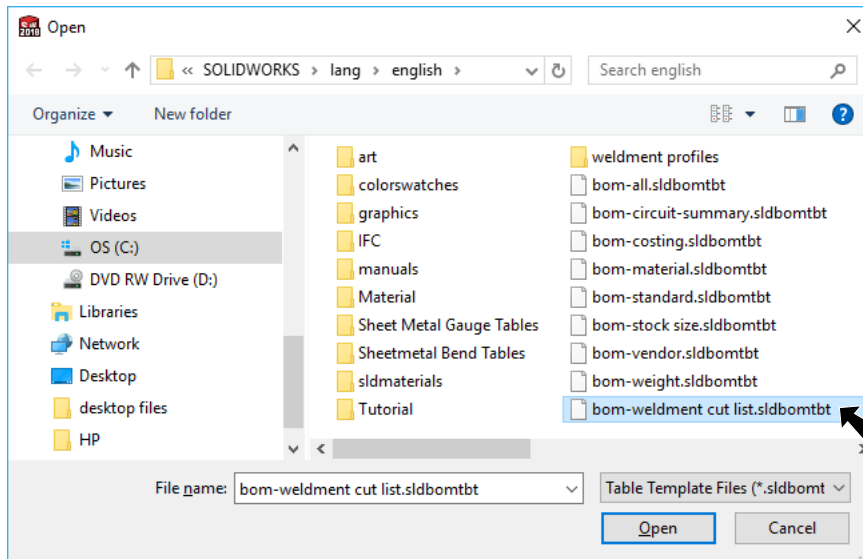 SW 2018 Open
« SOLIDWORKS > lang > english >
Search english
Organize New folder
Music
Pictures
Videos
OS (C:)
DVD RW Drive (D:)
Libraries
Network
Desktop
desktop files
HP
art
colorswatches
graphics
IFC
manuals
Material
Sheet Metal Gauge Tables
Sheetmetal Bend Tables
sldmaterials
Tutorial
weldment profiles
bom-all.sldbomtbt
bom-circuit-summary.sldbomtbt
bom-costing.sldbomtbt
bom-material.sldbomtbt
bom-standard.sldbomtbt
bom-stock size.sldbomtbt
bom-vendor.sldbomtbt
bom-weight.sldbomtbt
bom-weldment cut list.sldbomtbt
File name: bom-weldment cut list.sldbomtbt
Table Template Files (*.sldbomt
Open Cancel